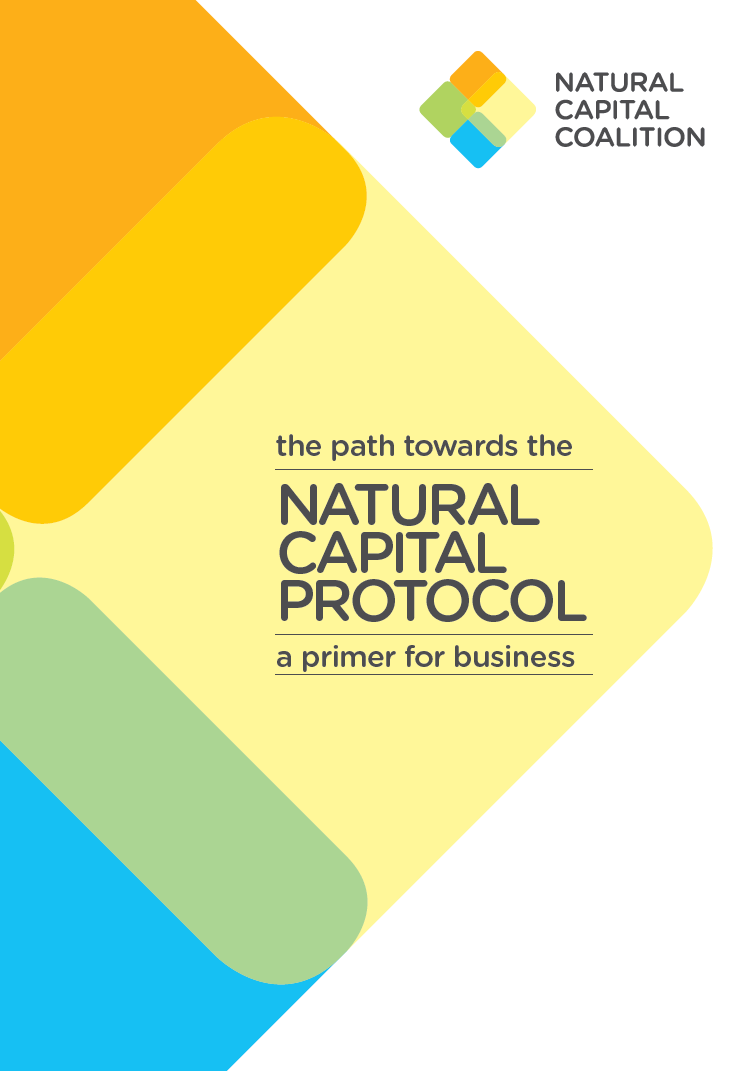 NATURAL
CAPITAL
COALITION
the path towards the
NATURAL
CAPITAL
PROTOCOL
a primer for business